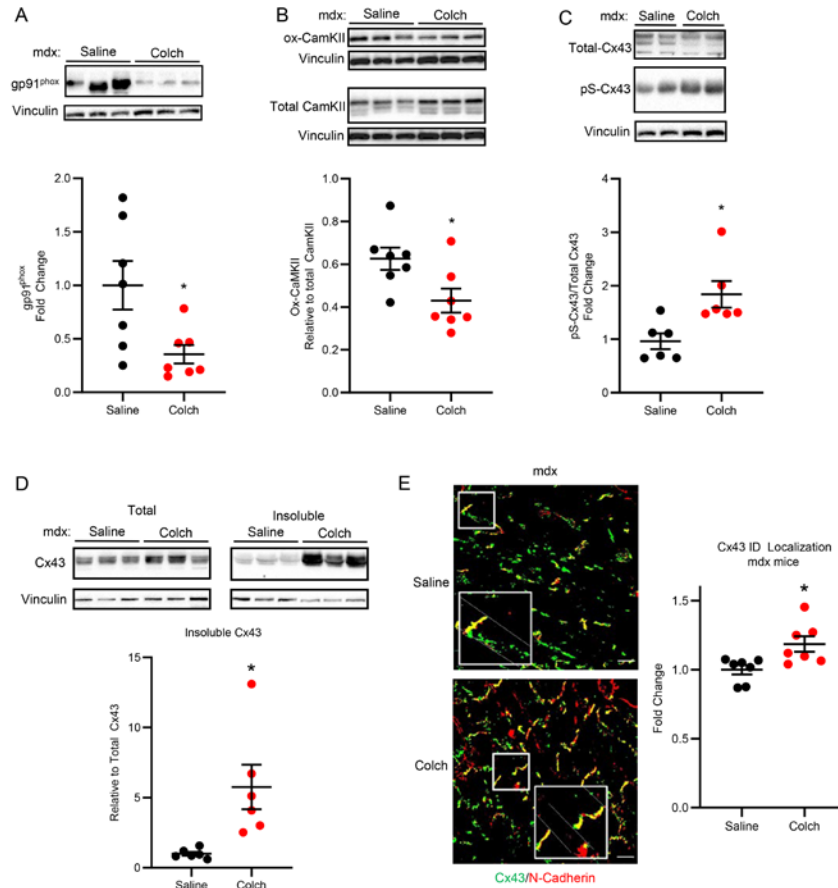 A
mdx:
Saline
Colch
gp91phox
Vinculin
2.0
1.5
1.0
0.5
0.0
gp91phox
Fold Change
*
Saline
Colch
B
mdx:
Saline
Colch
ox-CamKII
Vinculin
Total CamKII
Vinculin
1.0
0.8
0.6
0.4
0.2
0.0
Ox-CaMKII
Relative to total CamKII
*
Saline
Colch
C
mdx:
Saline
Colch
Total-Cx43
pS-Cx43
Vinculin
4
3
2
1
0
pS-Cx43/Total Cx43
Fold Change
*
Saline
Colch
D
Total
Insoluble
mdx:
Saline
Colch
Saline
Colch
Cx43
Vinculin
Insoluble Cx43
15
10
5
0
Relative to Total Cx43
*
Saline
Colch
E
mdx
Saline
Colch
Cx43/N-Cadherin
Cx43 ID Localization
mdx mice
1.5
1.0
0.5
0.0
Fold Change
*
Saline
Colch